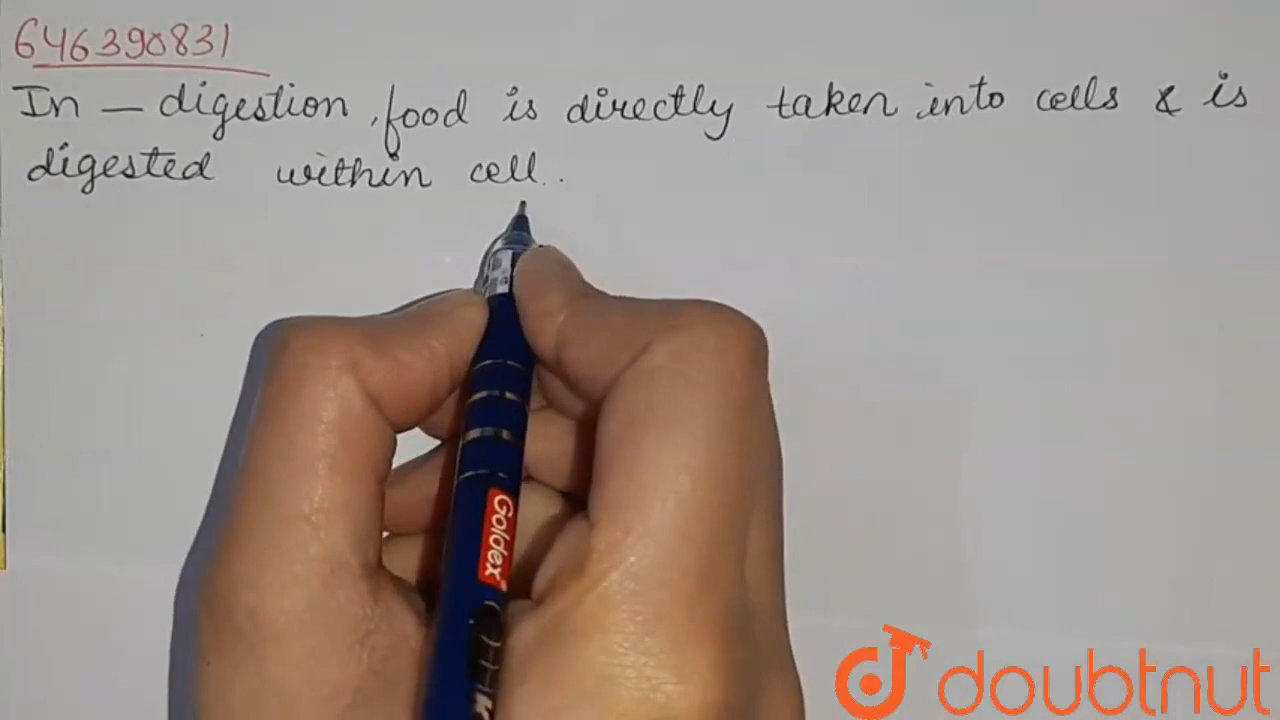 646390831
In — digestion, food is directly taken into cells & is
digested within cell.
Goldex
K
doubtnut